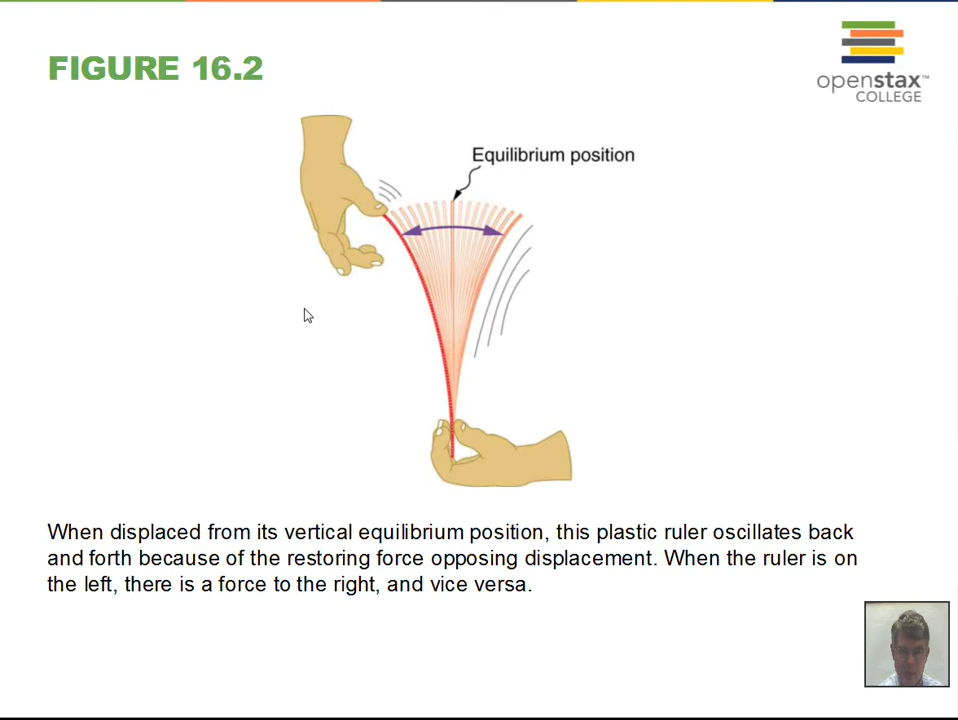 FIGURE 16.2
openstax™
COLLEGE
Equilibrium position
When displaced from its vertical equilibrium position, this plastic ruler oscillates back
and forth because of the restoring force opposing displacement. When the ruler is on
the left, there is a force to the right, and vice versa.